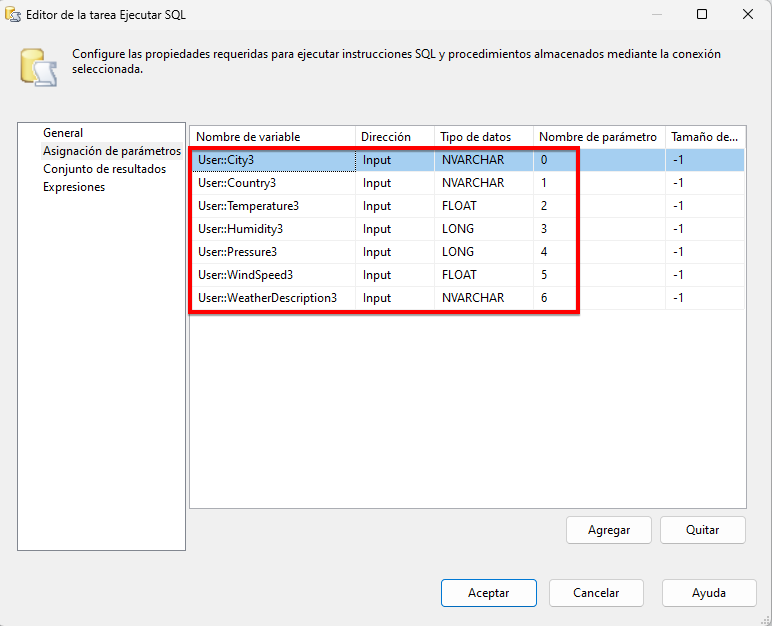 Editor de la tarea Ejecutar SQL
Configure las propiedades requeridas para ejecutar instrucciones SQL y procedimientos almacenados mediante la conexión
seleccionada.
General
Asignación de parámetros
Conjunto de resultados
Expresiones
Nombre de variable Dirección Tipo de datos Nombre de parámetro Tamaño de...
User::City3 Input NVARCHAR 0 -1
User::Country3 Input NVARCHAR 1 -1
User::Temperature3 Input FLOAT 2 -1
User::Humidity3 Input LONG 3 -1
User::Pressure3 Input LONG 4 -1
User::WindSpeed3 Input FLOAT 5 -1
User::WeatherDescription3 Input NVARCHAR 6 -1
Agregar Quitar
Aceptar Cancelar Ayuda